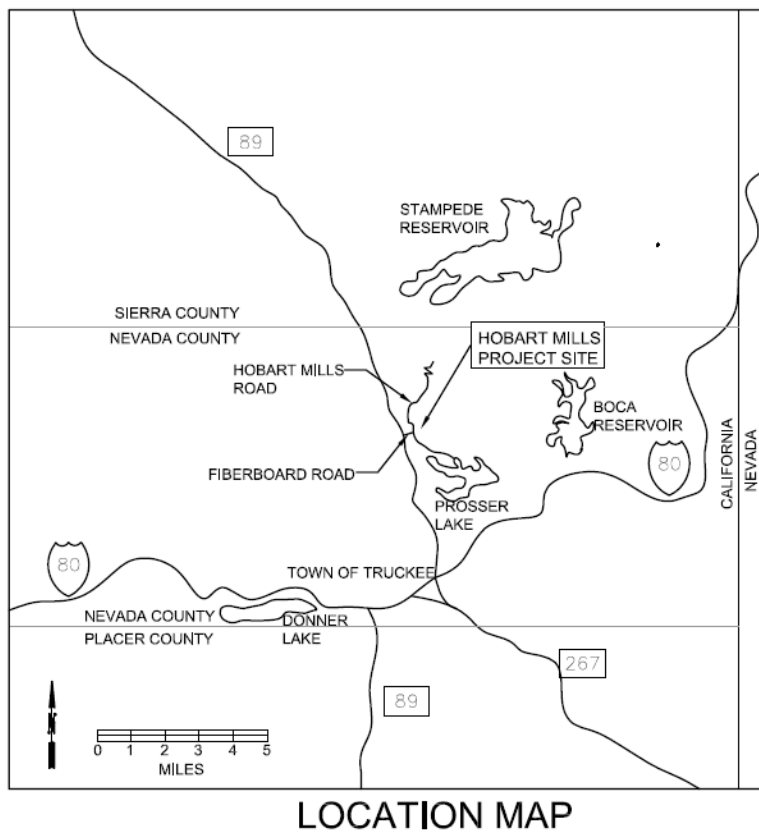 89
STAMPEDE
RESERVOIR
SIERRA COUNTY
NEVADA COUNTY
HOBART MILLS
PROJECT SITE
HOBART MILLS
ROAD
BOCA
RESERVOIR
FIBERBOARD ROAD
80
CALIFORNIA
NEVADA
PROSSER
LAKE
80
TOWN OF TRUCKEE
NEVADA COUNTY
PLACER COUNTY
DONNER
LAKE
267
89
N
0 1 2 3 4 5
MILES
LOCATION MAP